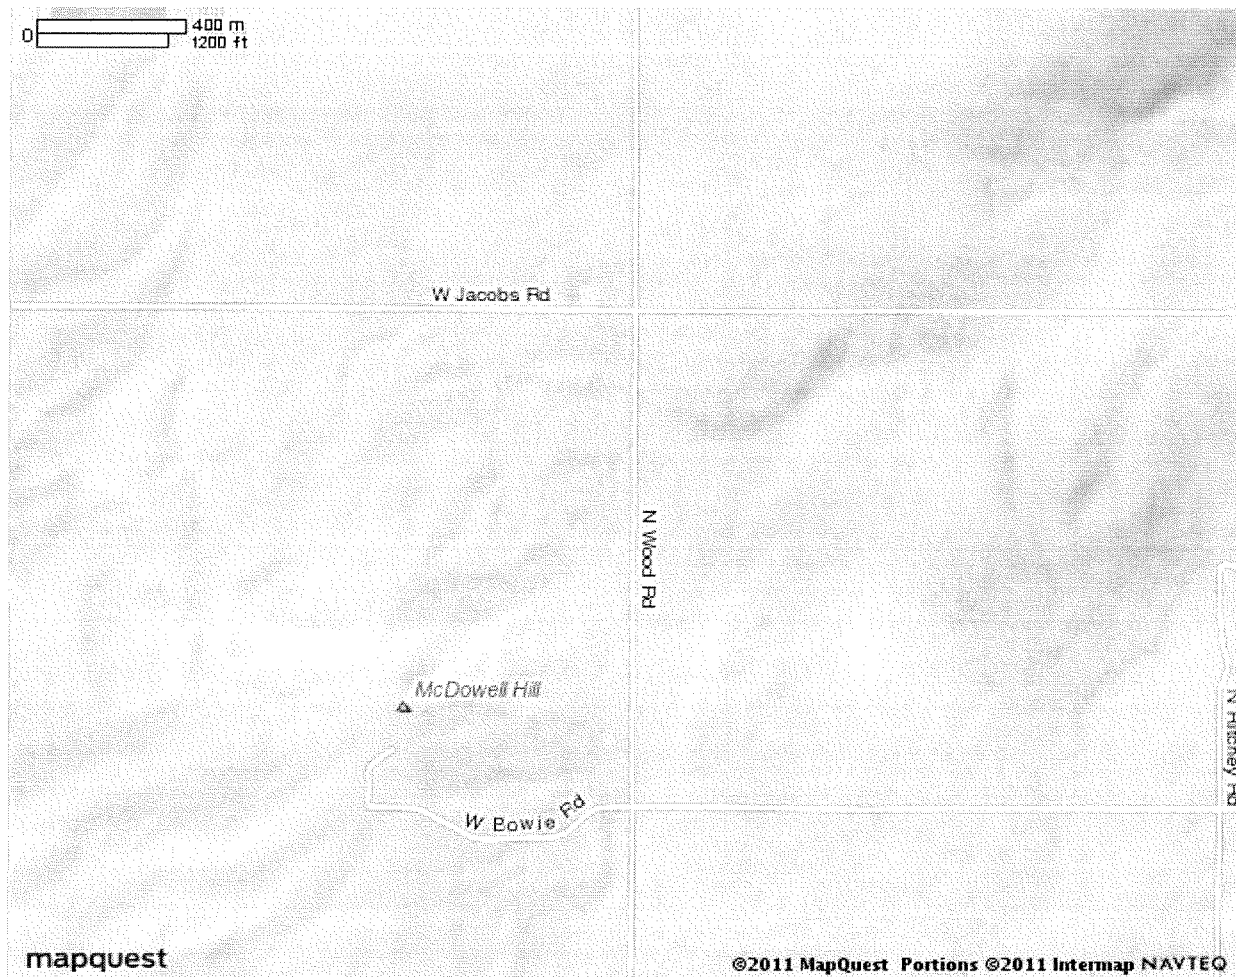 0 400 m
1200 ft
W Jacobs Rd
N Wood Rd
McDowell Hill
N Ritchey Rd
W Bowie Rd
mapquest
©2011 MapQuest Portions ©2011 Intermap NAVTEQ